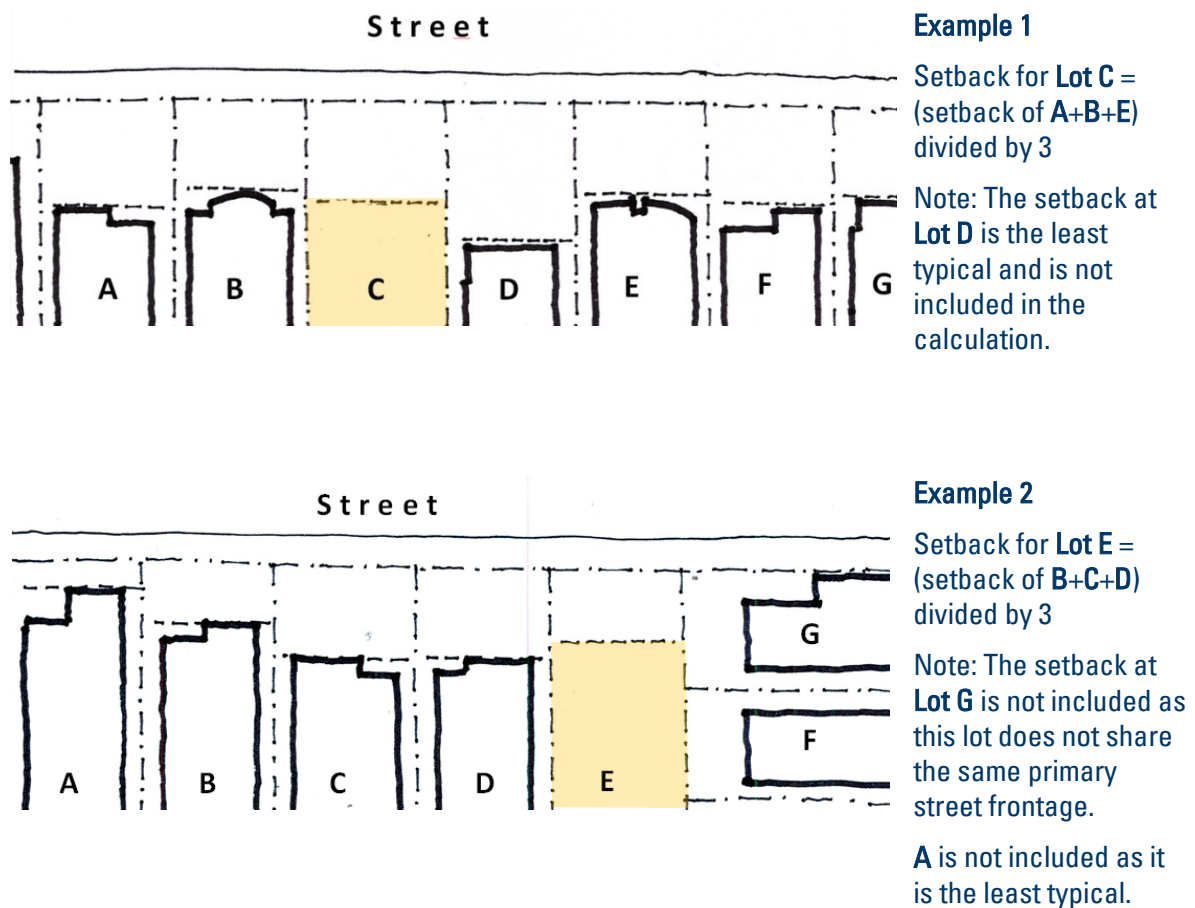 Street
Example 1
Setback for Lot C =
(setback of A+B+E)
divided by 3
Note: The setback at
Lot D is the least
typical and is not
included in the
calculation.
A B C D E F G
Street
Example 2
Setback for Lot E =
(setback of B+C+D)
divided by 3
Note: The setback at
Lot G is not included as
this lot does not share
the same primary
street frontage.
A is not included as it
is the least typical.
G
F
A B C D E